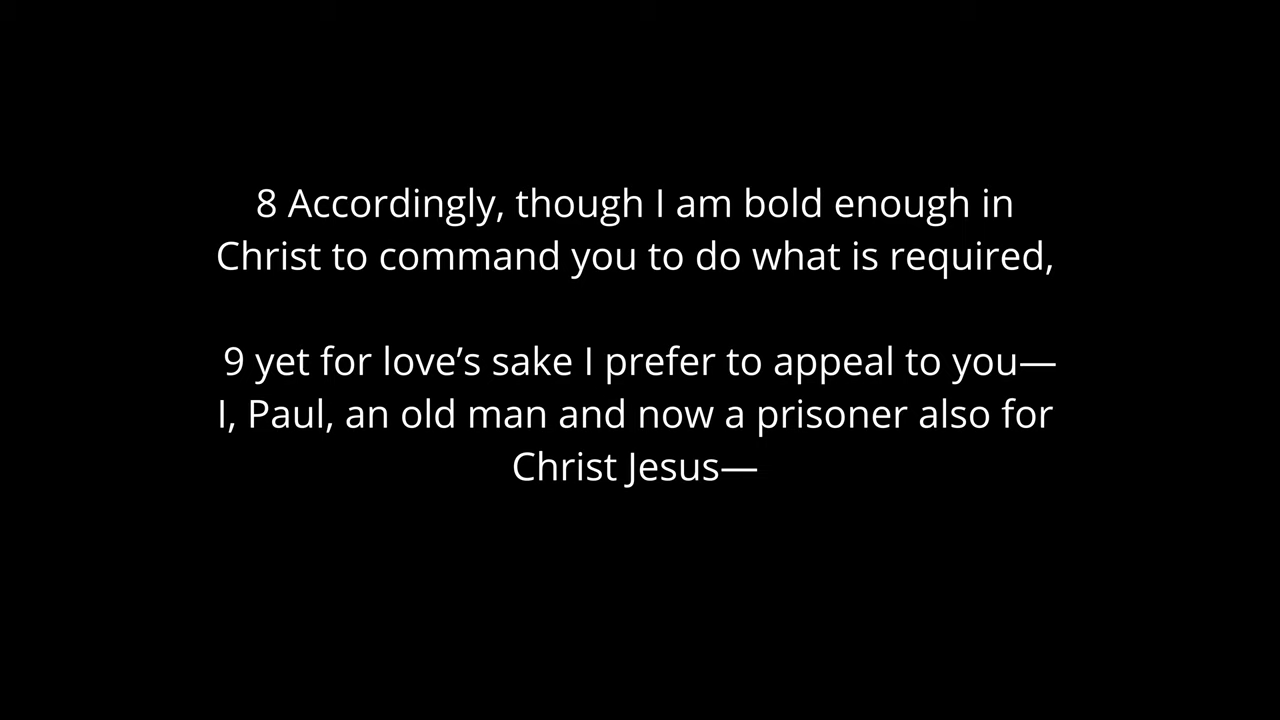 8 Accordingly, though I am bold enough in
Christ to command you to do what is required,
9 yet for love’s sake I prefer to appeal to you—
I, Paul, an old man and now a prisoner also for
Christ Jesus—